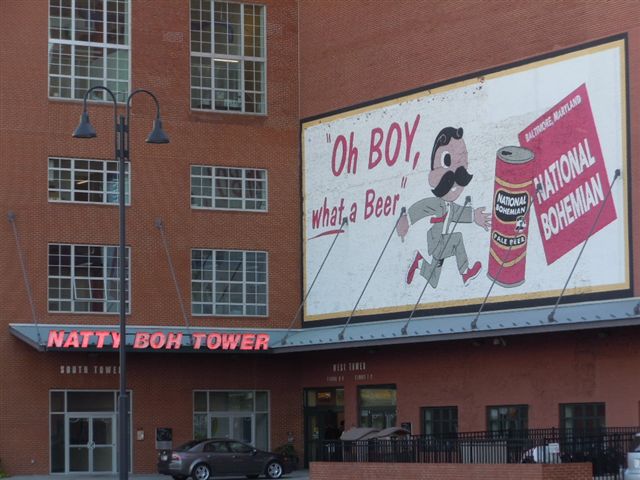 "Oh BOY,
what a Beer"
BALTIMORE, MARYLAND
NATIONAL
BOHEMIAN
NATIONAL
BOHEMIAN
PALE BEER
NATTY BOH TOWER
SOUTH TOWER
WEST TOWER